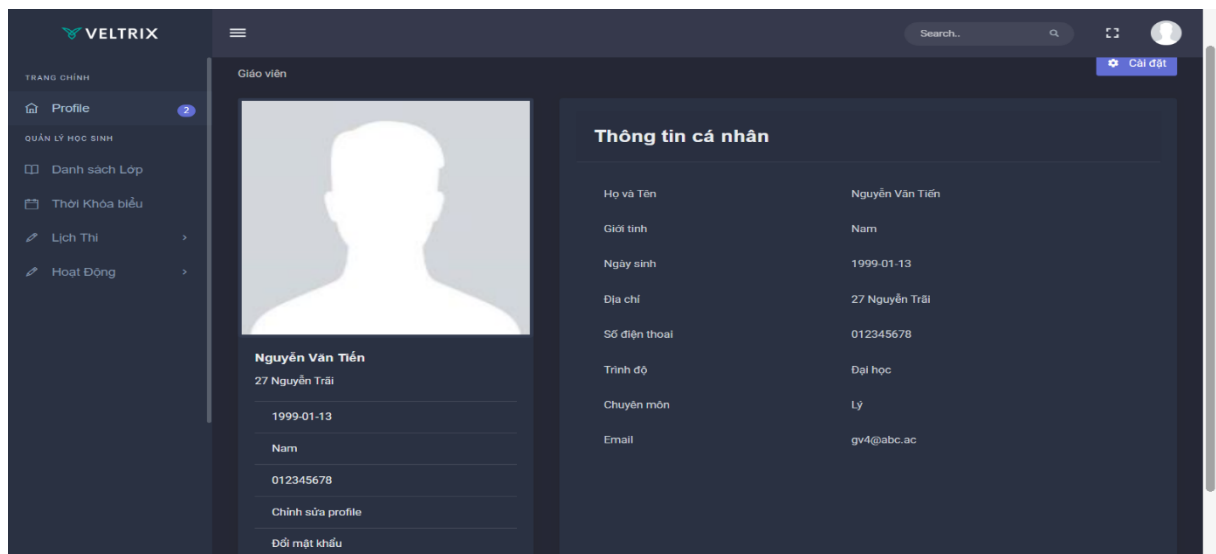 VELTRIX
Search..
TRANG CHÍNH
Profile
2
QUẢN LÝ HỌC SINH
Danh sách Lớp
Thời Khóa biểu
Lịch Thi
Hoạt Động
Giáo viên
Cài đặt
Nguyễn Văn Tiến
27 Nguyễn Trãi
1999-01-13
Nam
012345678
Chỉnh sửa profile
Đổi mật khẩu
Thông tin cá nhân
Họ và Tên Nguyễn Văn Tiến
Giới tinh Nam
Ngày sinh 1999-01-13
Địa chỉ 27 Nguyễn Trãi
Số điện thoai 012345678
Trình độ Đại học
Chuyên môn Lý
Email gv4@abc.ac